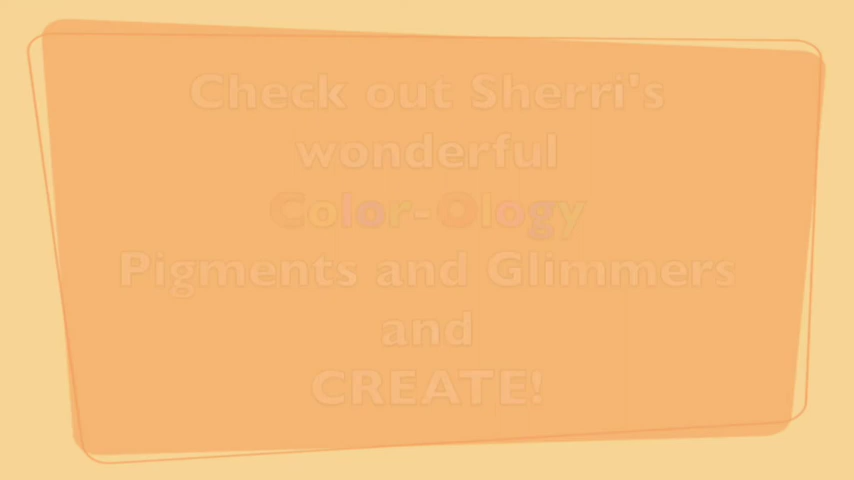 Check out Sherri's
wonderful
Color-Ology
Pigments and Glimmers
and
CREATE!